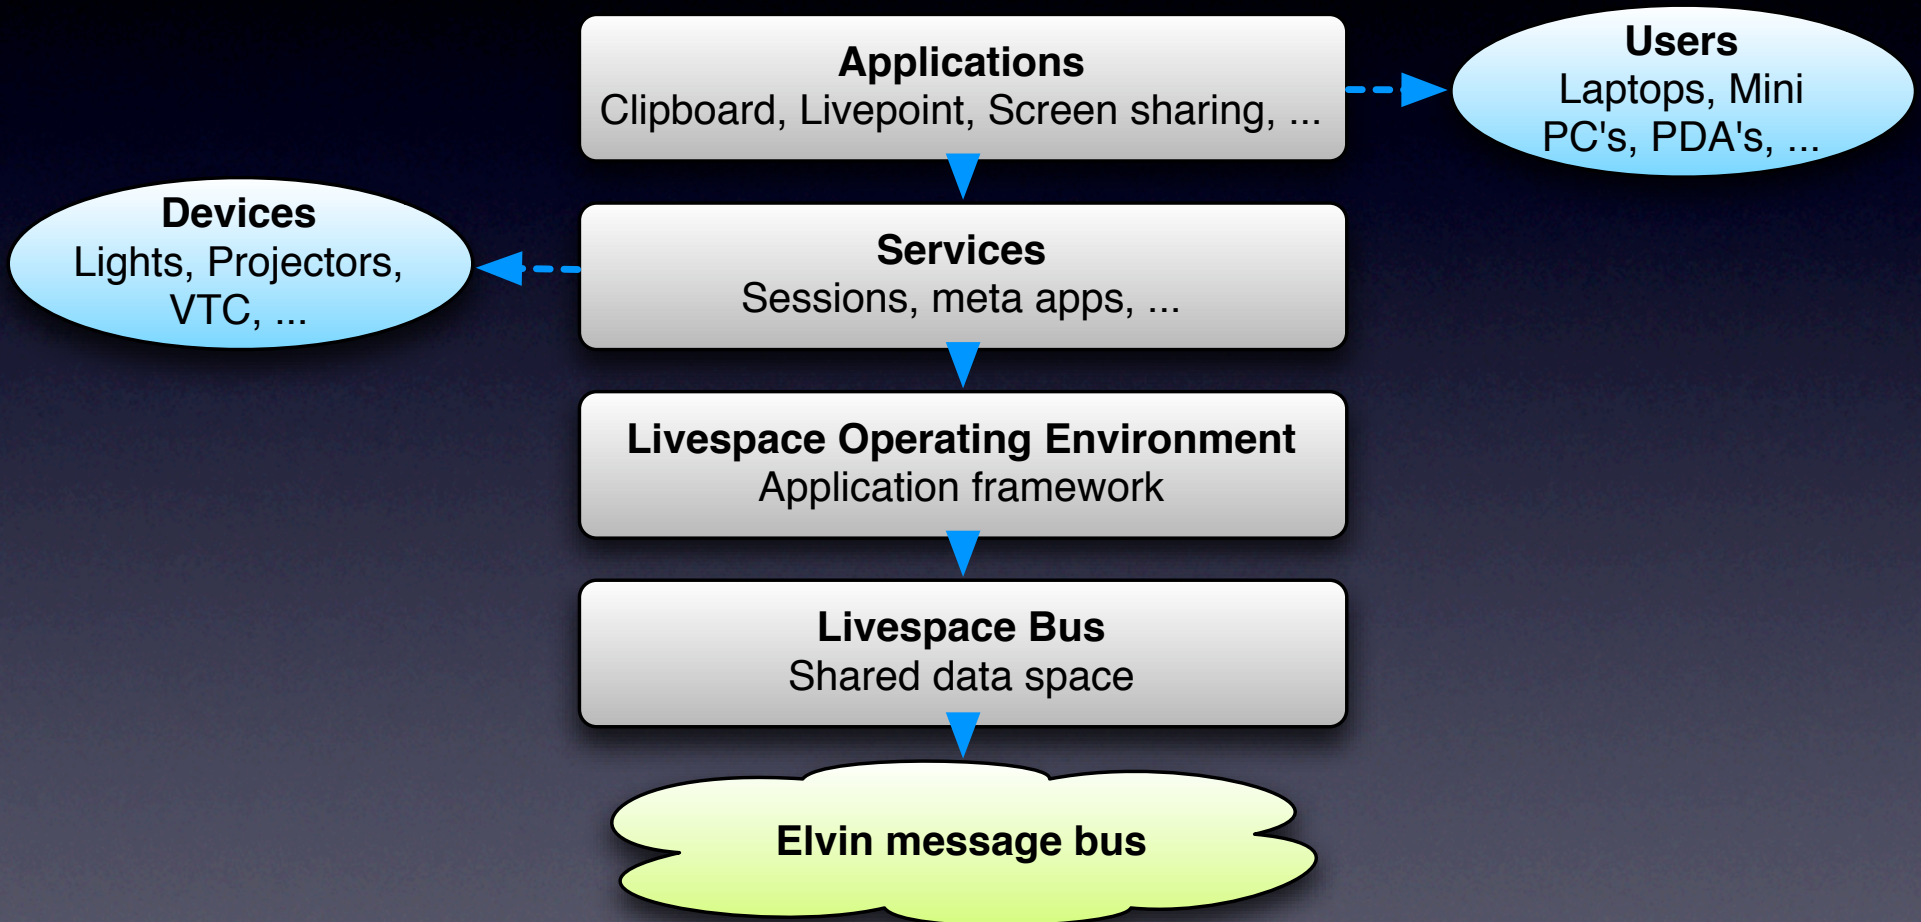 Applications
Clipboard, Livepoint, Screen sharing, ...
Users
Laptops, Mini
PC's, PDA's, ...
Devices
Lights, Projectors,
VTC, ...
Services
Sessions, meta apps, ...
Livespace Operating Environment
Application framework
Livespace Bus
Shared data space
Elvin message bus